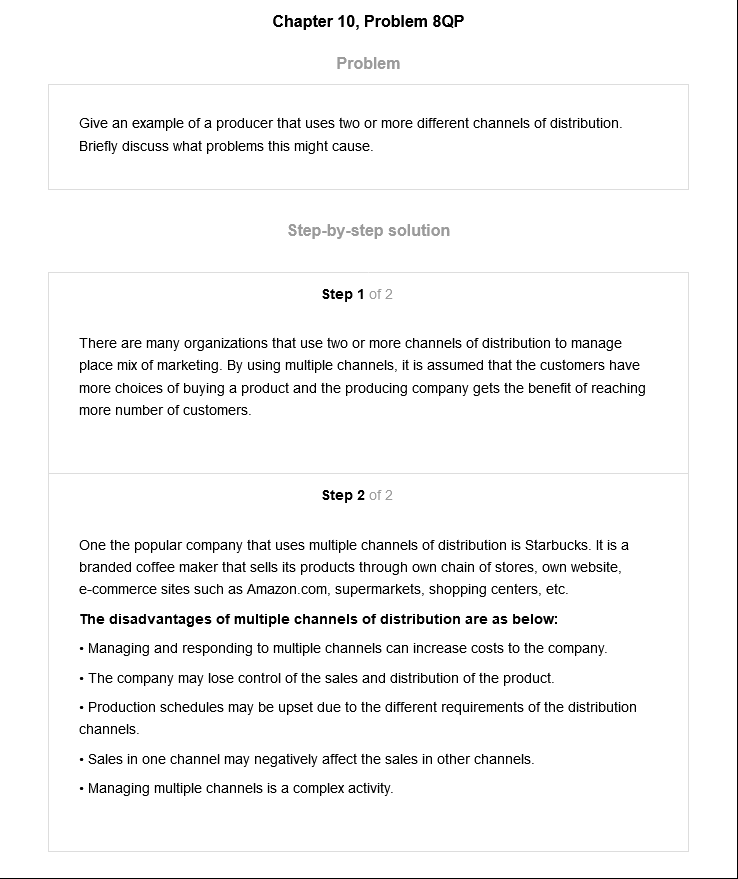 Chapter 10, Problem 8QP
Problem
Give an example of a producer that uses two or more different channels of distribution.
Briefly discuss what problems this might cause.
Step-by-step solution
Step 1 of 2
There are many organizations that use two or more channels of distribution to manage
place mix of marketing. By using multiple channels, it is assumed that the customers have
more choices of buying a product and the producing company gets the benefit of reaching
more number of customers.
Step 2 of 2
One the popular company that uses multiple channels of distribution is Starbucks. It is a
branded coffee maker that sells its products through own chain of stores, own website,
e-commerce sites such as Amazon.com, supermarkets, shopping centers, etc.
The disadvantages of multiple channels of distribution are as below:
• Managing and responding to multiple channels can increase costs to the company.
• The company may lose control of the sales and distribution of the product.
• Production schedules may be upset due to the different requirements of the distribution
channels.
• Sales in one channel may negatively affect the sales in other channels.
• Managing multiple channels is a complex activity.